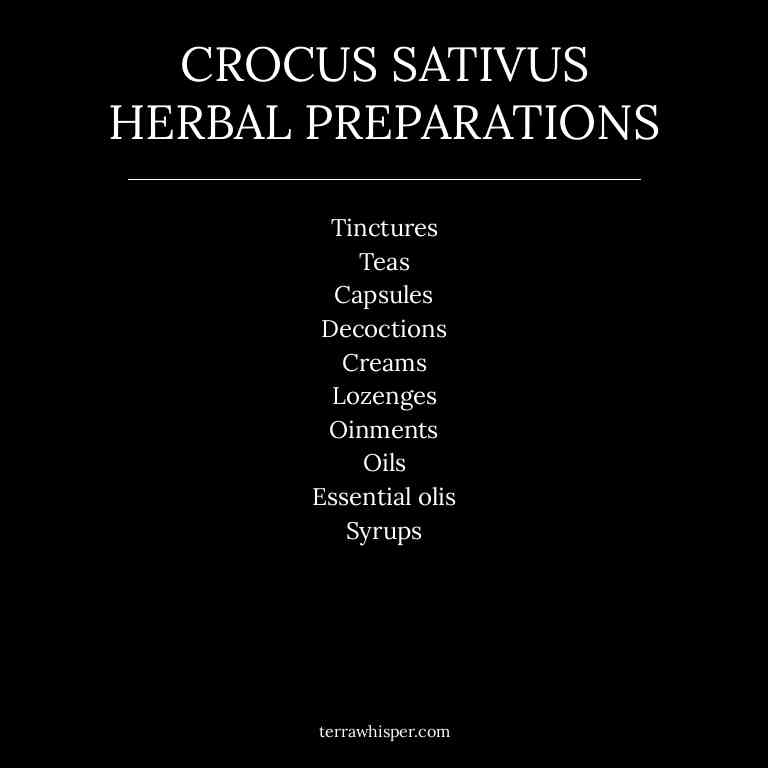 CROCUS SATIVUS
HERBAL PREPARATIONS
Tinctures
Teas
Capsules
Decoctions
Creams
Lozenges
Oinments
Oils
Essential olis
Syrups
terrawhisper.com